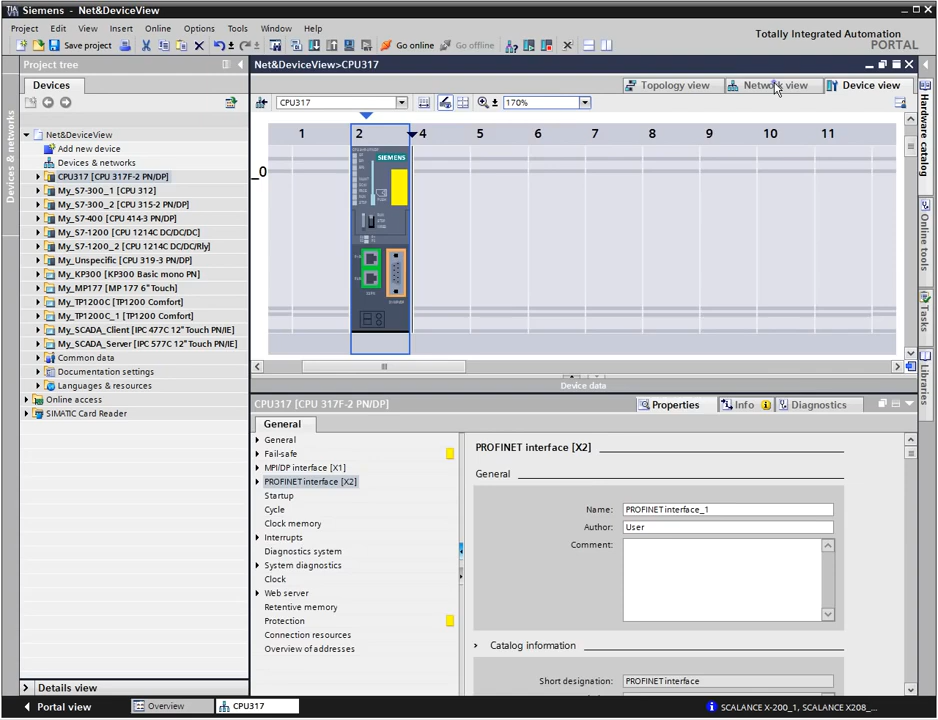 Siemens - Net&DeviceView
Project Edit View Insert Online Options Tools Window Help
Totally Integrated Automation
PORTAL
Save project Go online Go offline
Project tree
Net&DeviceView>CPU317
Devices
Topology view Network view Device view
CPU317 170%
Devices & networks
Hardware catalog
Online tools
Tasks
Libraries
1 2 4 5 6 7 8 9 10 11
_0
SIEMENS
Net&DeviceView
Add new device
Devices & networks
CPU317 [CPU 317F-2 PN/DP]
My_S7-300_1 [CPU 312]
My_S7-300_2 [CPU 315-2 PN/DP]
My_S7-400 [CPU 414-3 PN/DP]
My_S7-1200 [CPU 1214C DC/DC/DC]
My_S7-1200_2 [CPU 1214C DC/DC/Rly]
My_Unspecific [CPU 319-3 PN/DP]
My_KP300 [KP300 Basic mono PN]
My_MP177 [MP 177 6" Touch]
My_TP1200C [TP1200 Comfort]
My_TP1200C_1 [TP1200 Comfort]
My_SCADA_Client [IPC 477C 12" Touch PN/IE]
My_SCADA_Server [IPC 577C 12" Touch PN/IE]
Common data
Documentation settings
Languages & resources
Online access
SIMATIC Card Reader
Device data
CPU317 [CPU 317F-2 PN/DP]
Properties Info Diagnostics
General
General
Fail-safe
MPI/DP interface [X1]
PROFINET interface [X2]
Startup
Cycle
Clock memory
Interrupts
Diagnostics system
System diagnostics
Clock
Web server
Retentive memory
Protection
Connection resources
Overview of addresses
PROFINET interface [X2]
General
Name: PROFINET interface_1
Author: User
Comment:
Catalog information
Short designation: PROFINET interface
Details view
Portal view Overview CPU317 SCALANCE X-200_1, SCALANCE X208_...